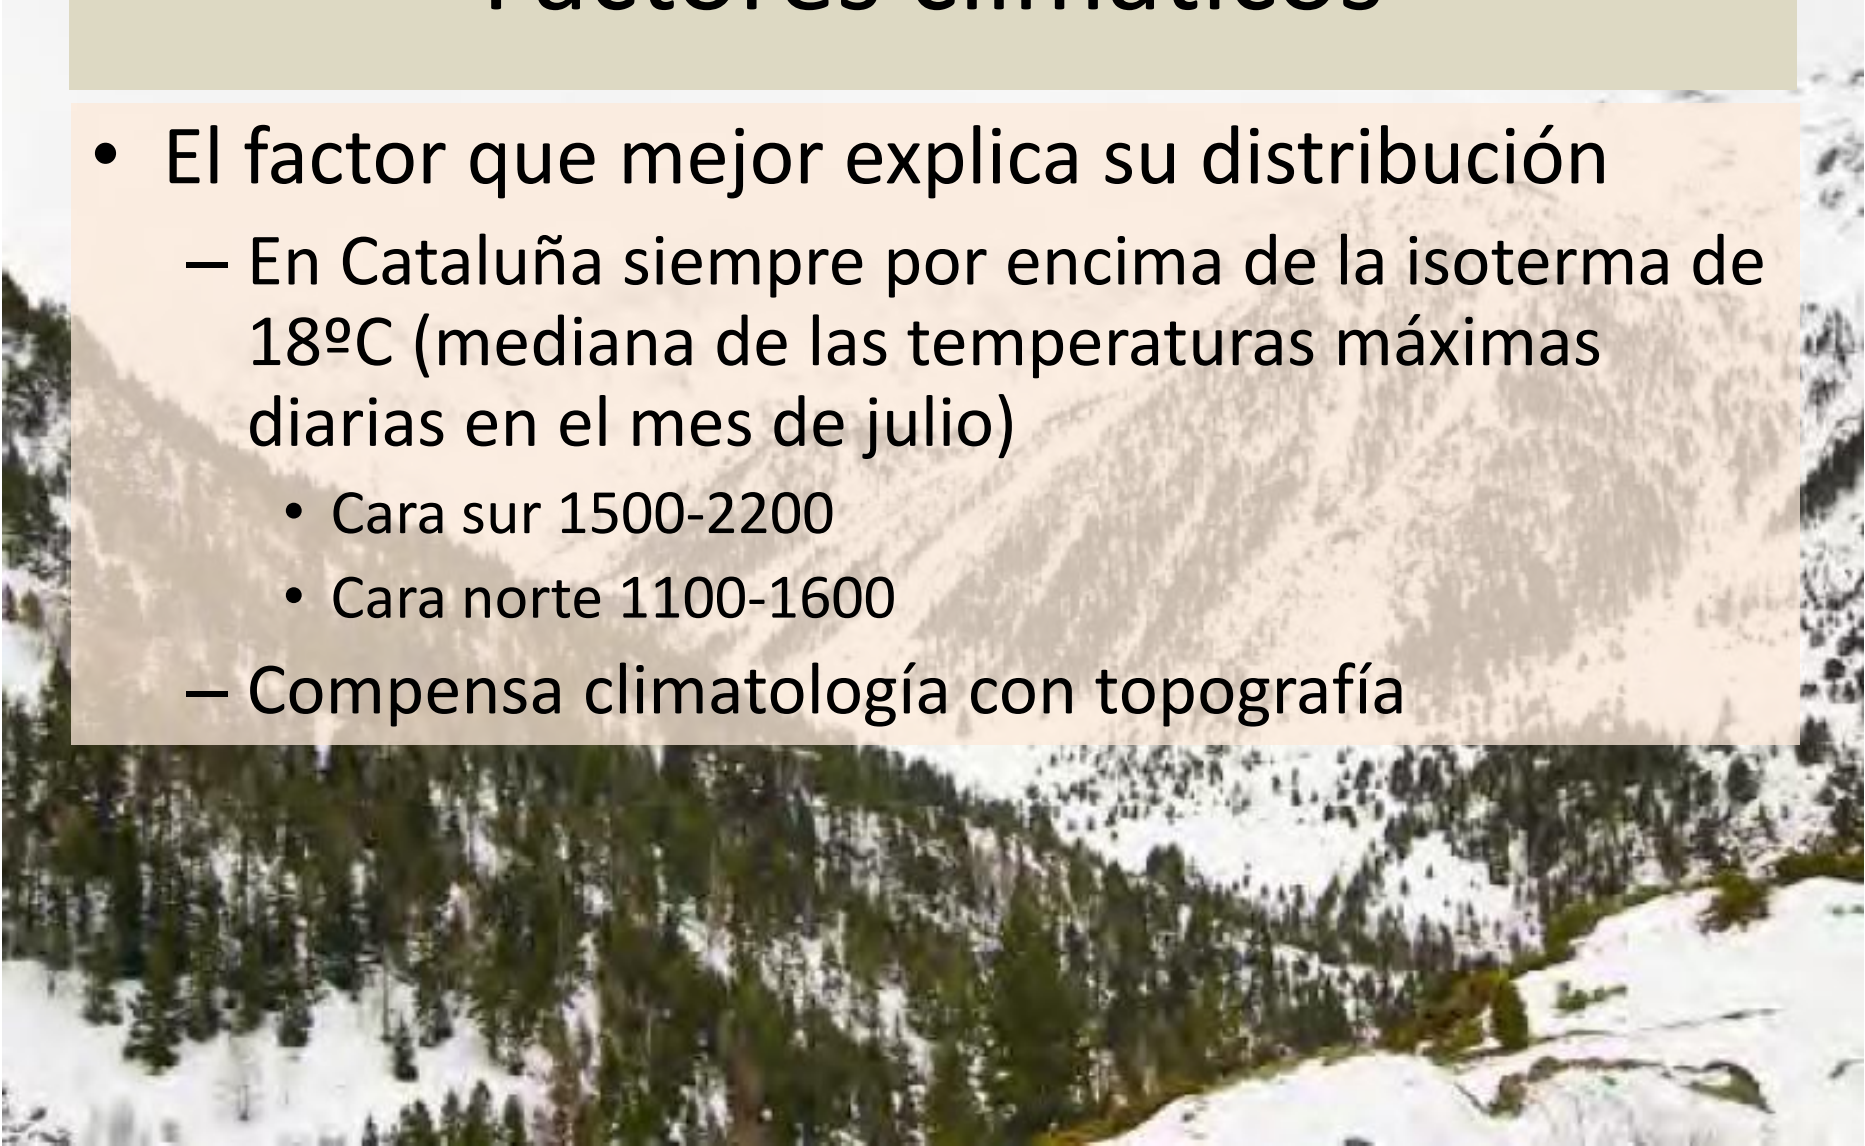 Factores climáticos
• El factor que mejor explica su distribución
– En Cataluña siempre por encima de la isoterma de
18ºC (mediana de las temperaturas máximas
diarias en el mes de julio)
• Cara sur 1500-2200
• Cara norte 1100-1600
– Compensa climatología con topografía